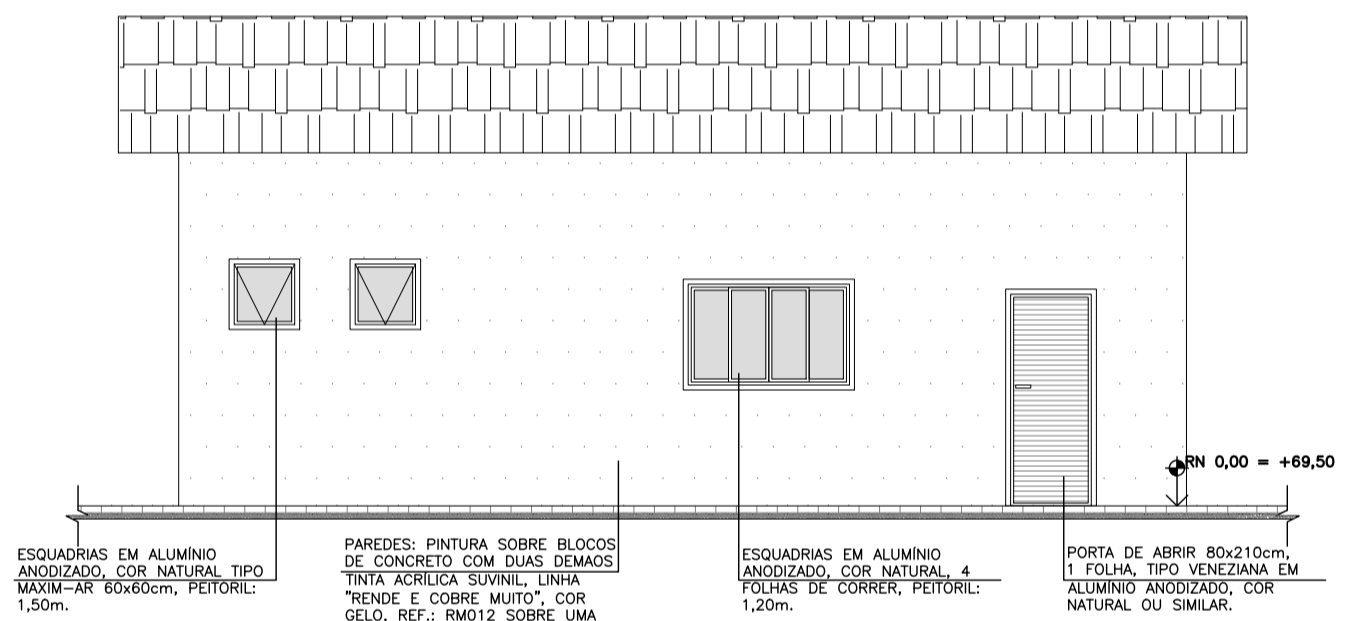 RN 0,00 = +69,50
ESQUADRIAS EM ALUMÍNIO
ANODIZADO, COR NATURAL TIPO
MAXIM-AR 60x60cm, PEITORIL:
1,50m.
PAREDES: PINTURA SOBRE BLOCOS
DE CONCRETO COM DUAS DEMAOS
TINTA ACRÍLICA SUVINIL, LINHA
"RENDE E COBRE MUITO", COR
GELO, REF.: RM012 SOBRE UMA
ESQUADRIAS EM ALUMÍNIO
ANODIZADO, COR NATURAL, 4
FOLHAS DE CORRER, PEITORIL:
1,20m.
PORTA DE ABRIR 80x210cm,
1 FOLHA, TIPO VENEZIANA EM
ALUMÍNIO ANODIZADO, COR
NATURAL OU SIMILAR.